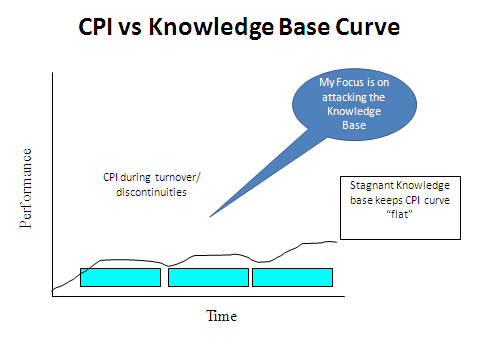 CPI vs Knowledge Base Curve
My Focus is on
attacking the
Knowledge
Base
CPI during turnover/
discontinuities
Stagnant Knowledge
base keeps CPI curve
“flat”
Performance
Time